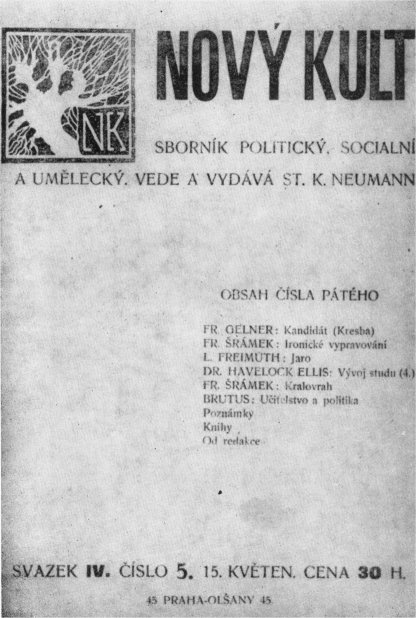 NOVÝ KULT
NK
SBORNÍK POLITICKÝ, SOCIALNÍ
A UMĚLECKÝ. VEDE A VYDÁVÁ ST. K. NEUMANN
OBSAH ČÍSLA PÁTÉHO
FR. GELNER: Kandidát (Kresba)
FR. ŠRÁMEK: Ironické vypravování
L. FREIMUTH: Jaro
DR. HAVELOCK ELLIS: Vývoj studu (4.)
FR. ŠRÁMEK: Kralovrah
BRUTUS: Učitelstvo a politika
Poznámky
Knihy
Od redakce
SVAZEK IV. ČÍSLO 5. 15. KVĚTEN. CENA 30 H.
45 PRAHA-OLŠANY 45